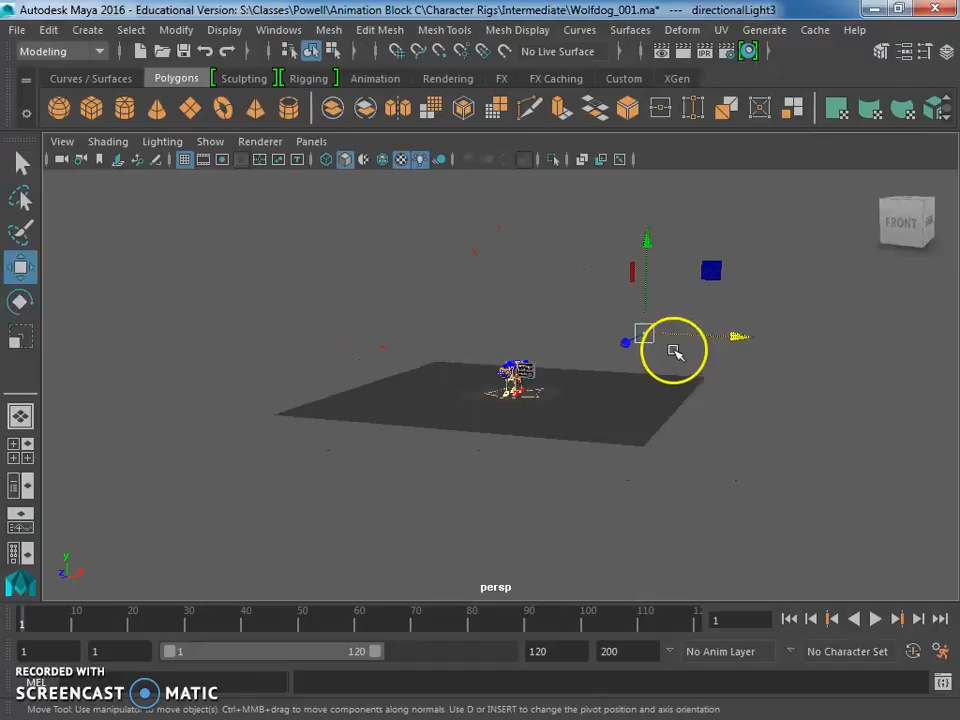 Autodesk Maya 2016 - Educational Version: S:\Classes\Powell\Animation Block C\Character Rigs\Intermediate\Wolfdog_001.ma* --- directionalLight3
File Edit Create Select Modify Display Windows Mesh Edit Mesh Mesh Tools Mesh Display Curves Surfaces Deform UV Generate Cache Help
Modeling No Live Surface IPR
Curves / Surfaces Polygons Sculpting Rigging Animation Rendering FX FX Caching Custom XGen
View Shading Lighting Show Renderer Panels
FRONT
y
z x
persp
10 20 30 40 50 60 70 80 90 100 110 12
1 1
1 1 1 120 120 200 No Anim Layer No Character Set
RECORDED WITH
MEL
SCREENCAST MATIC
Move Tool: Use manipulator to move object(s). Ctrl+MMB+drag to move components along normals. Use D or INSERT to change the pivot position and axis orientation